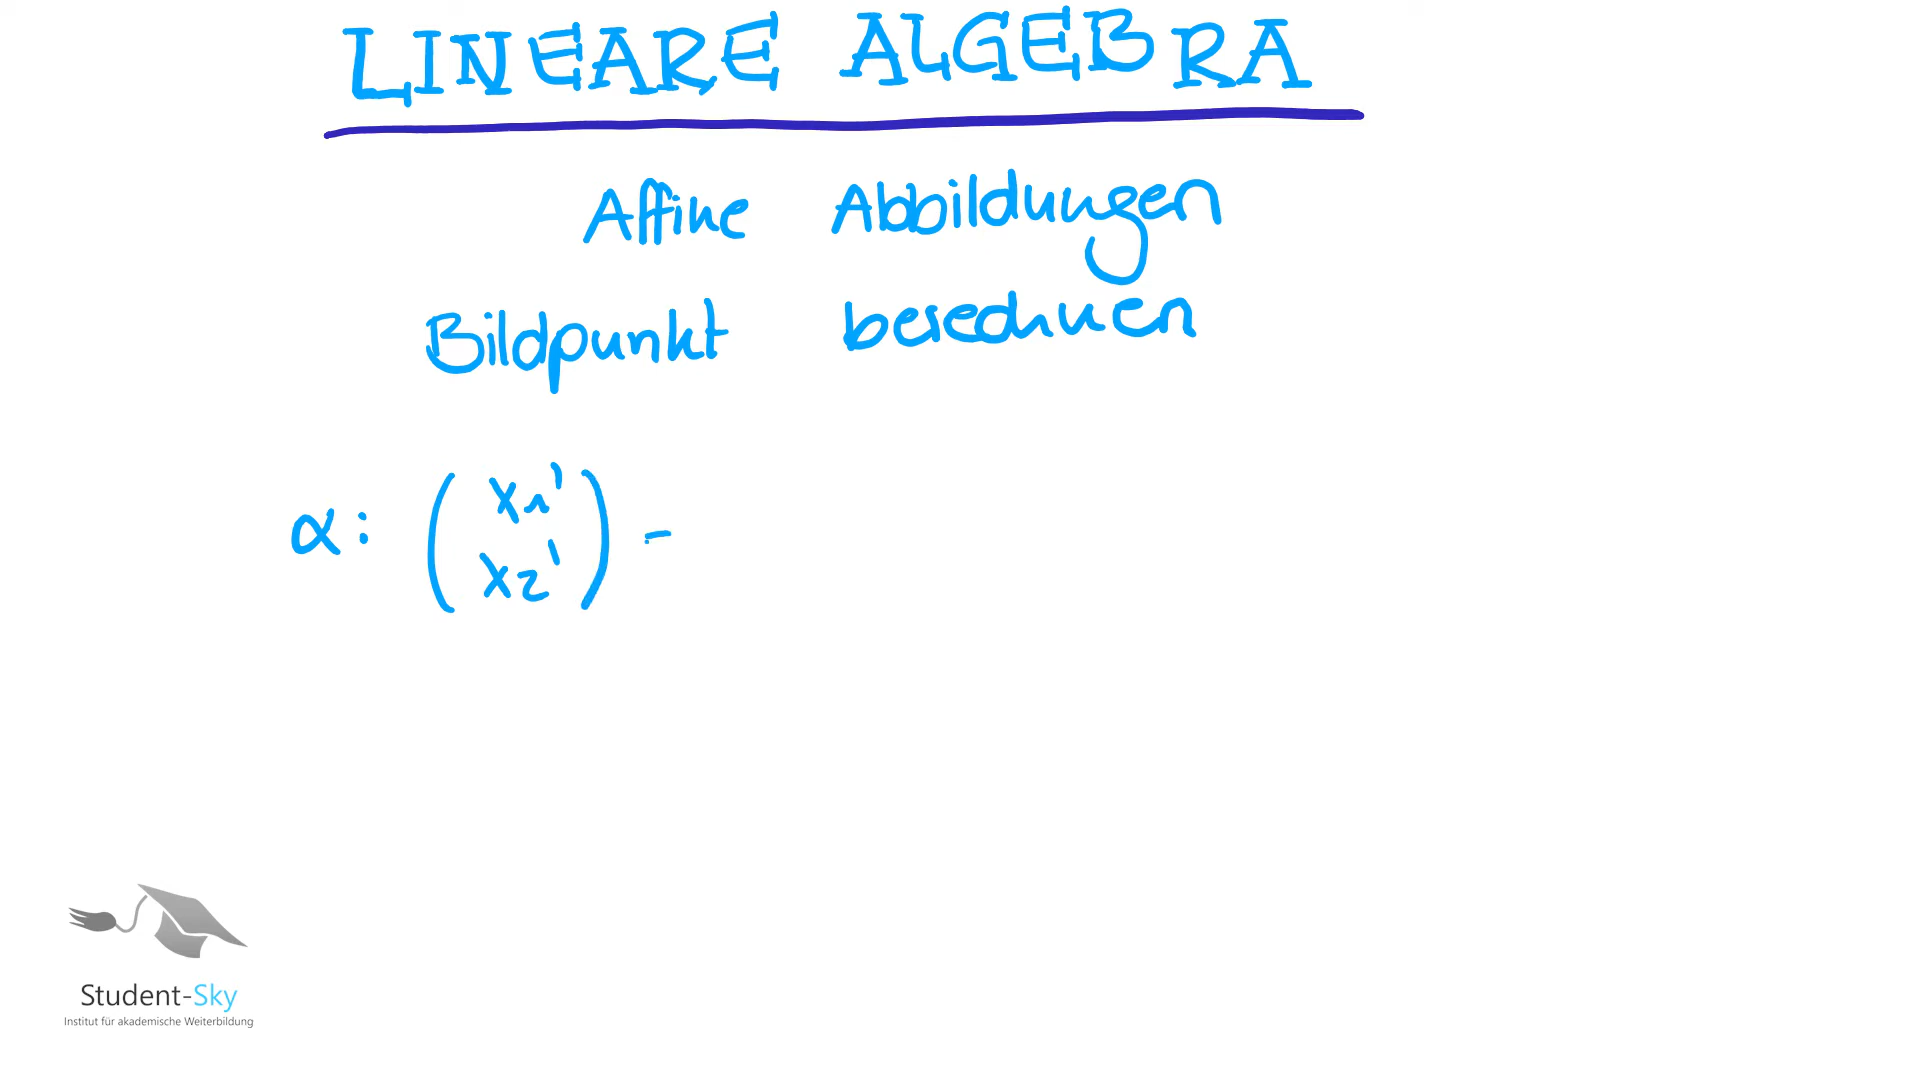 LINEARE ALGEBRA
Affine Abbildungen
Bildpunkt berechnen
α: ( x₁' x₂' ) =
Student-Sky
Institut für akademische Weiterbildung